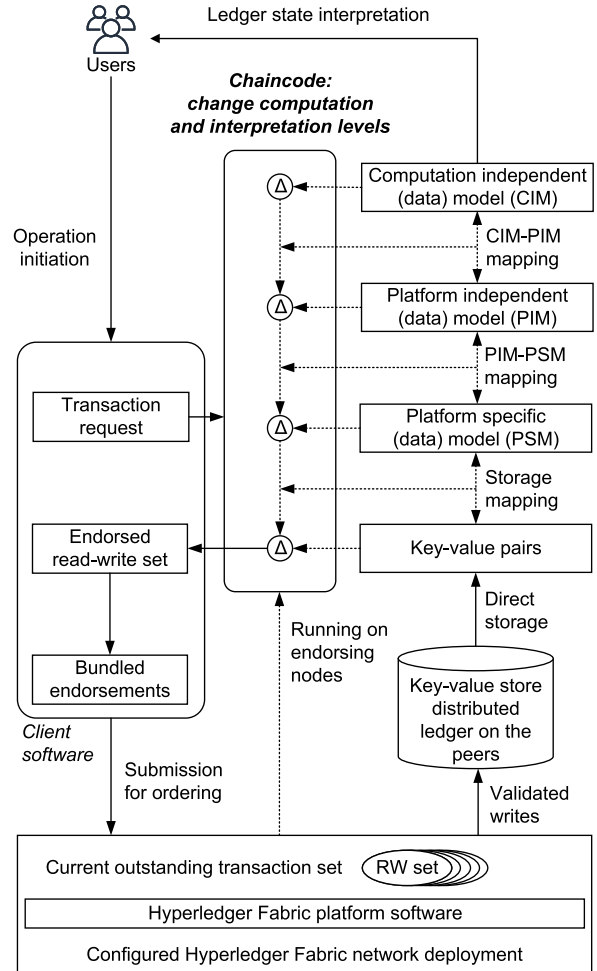 Ledger state interpretation
Users
Chaincode:
change computation
and interpretation levels
Δ
Computation independent
(data) model (CIM)
Operation
initiation
CIM-PIM
mapping
Δ
Platform independent
(data) model (PIM)
PIM-PSM
mapping
Transaction
request
Δ
Platform specific
(data) model (PSM)
Storage
mapping
Endorsed
read-write set
Δ
Key-value pairs
Direct
storage
Running on
endorsing
nodes
Bundled
endorsements
Key-value store
distributed
ledger on the
peers
Client
software
Submission
for ordering
Validated
writes
Current outstanding transaction set
RW set
Hyperledger Fabric platform software
Configured Hyperledger Fabric network deployment